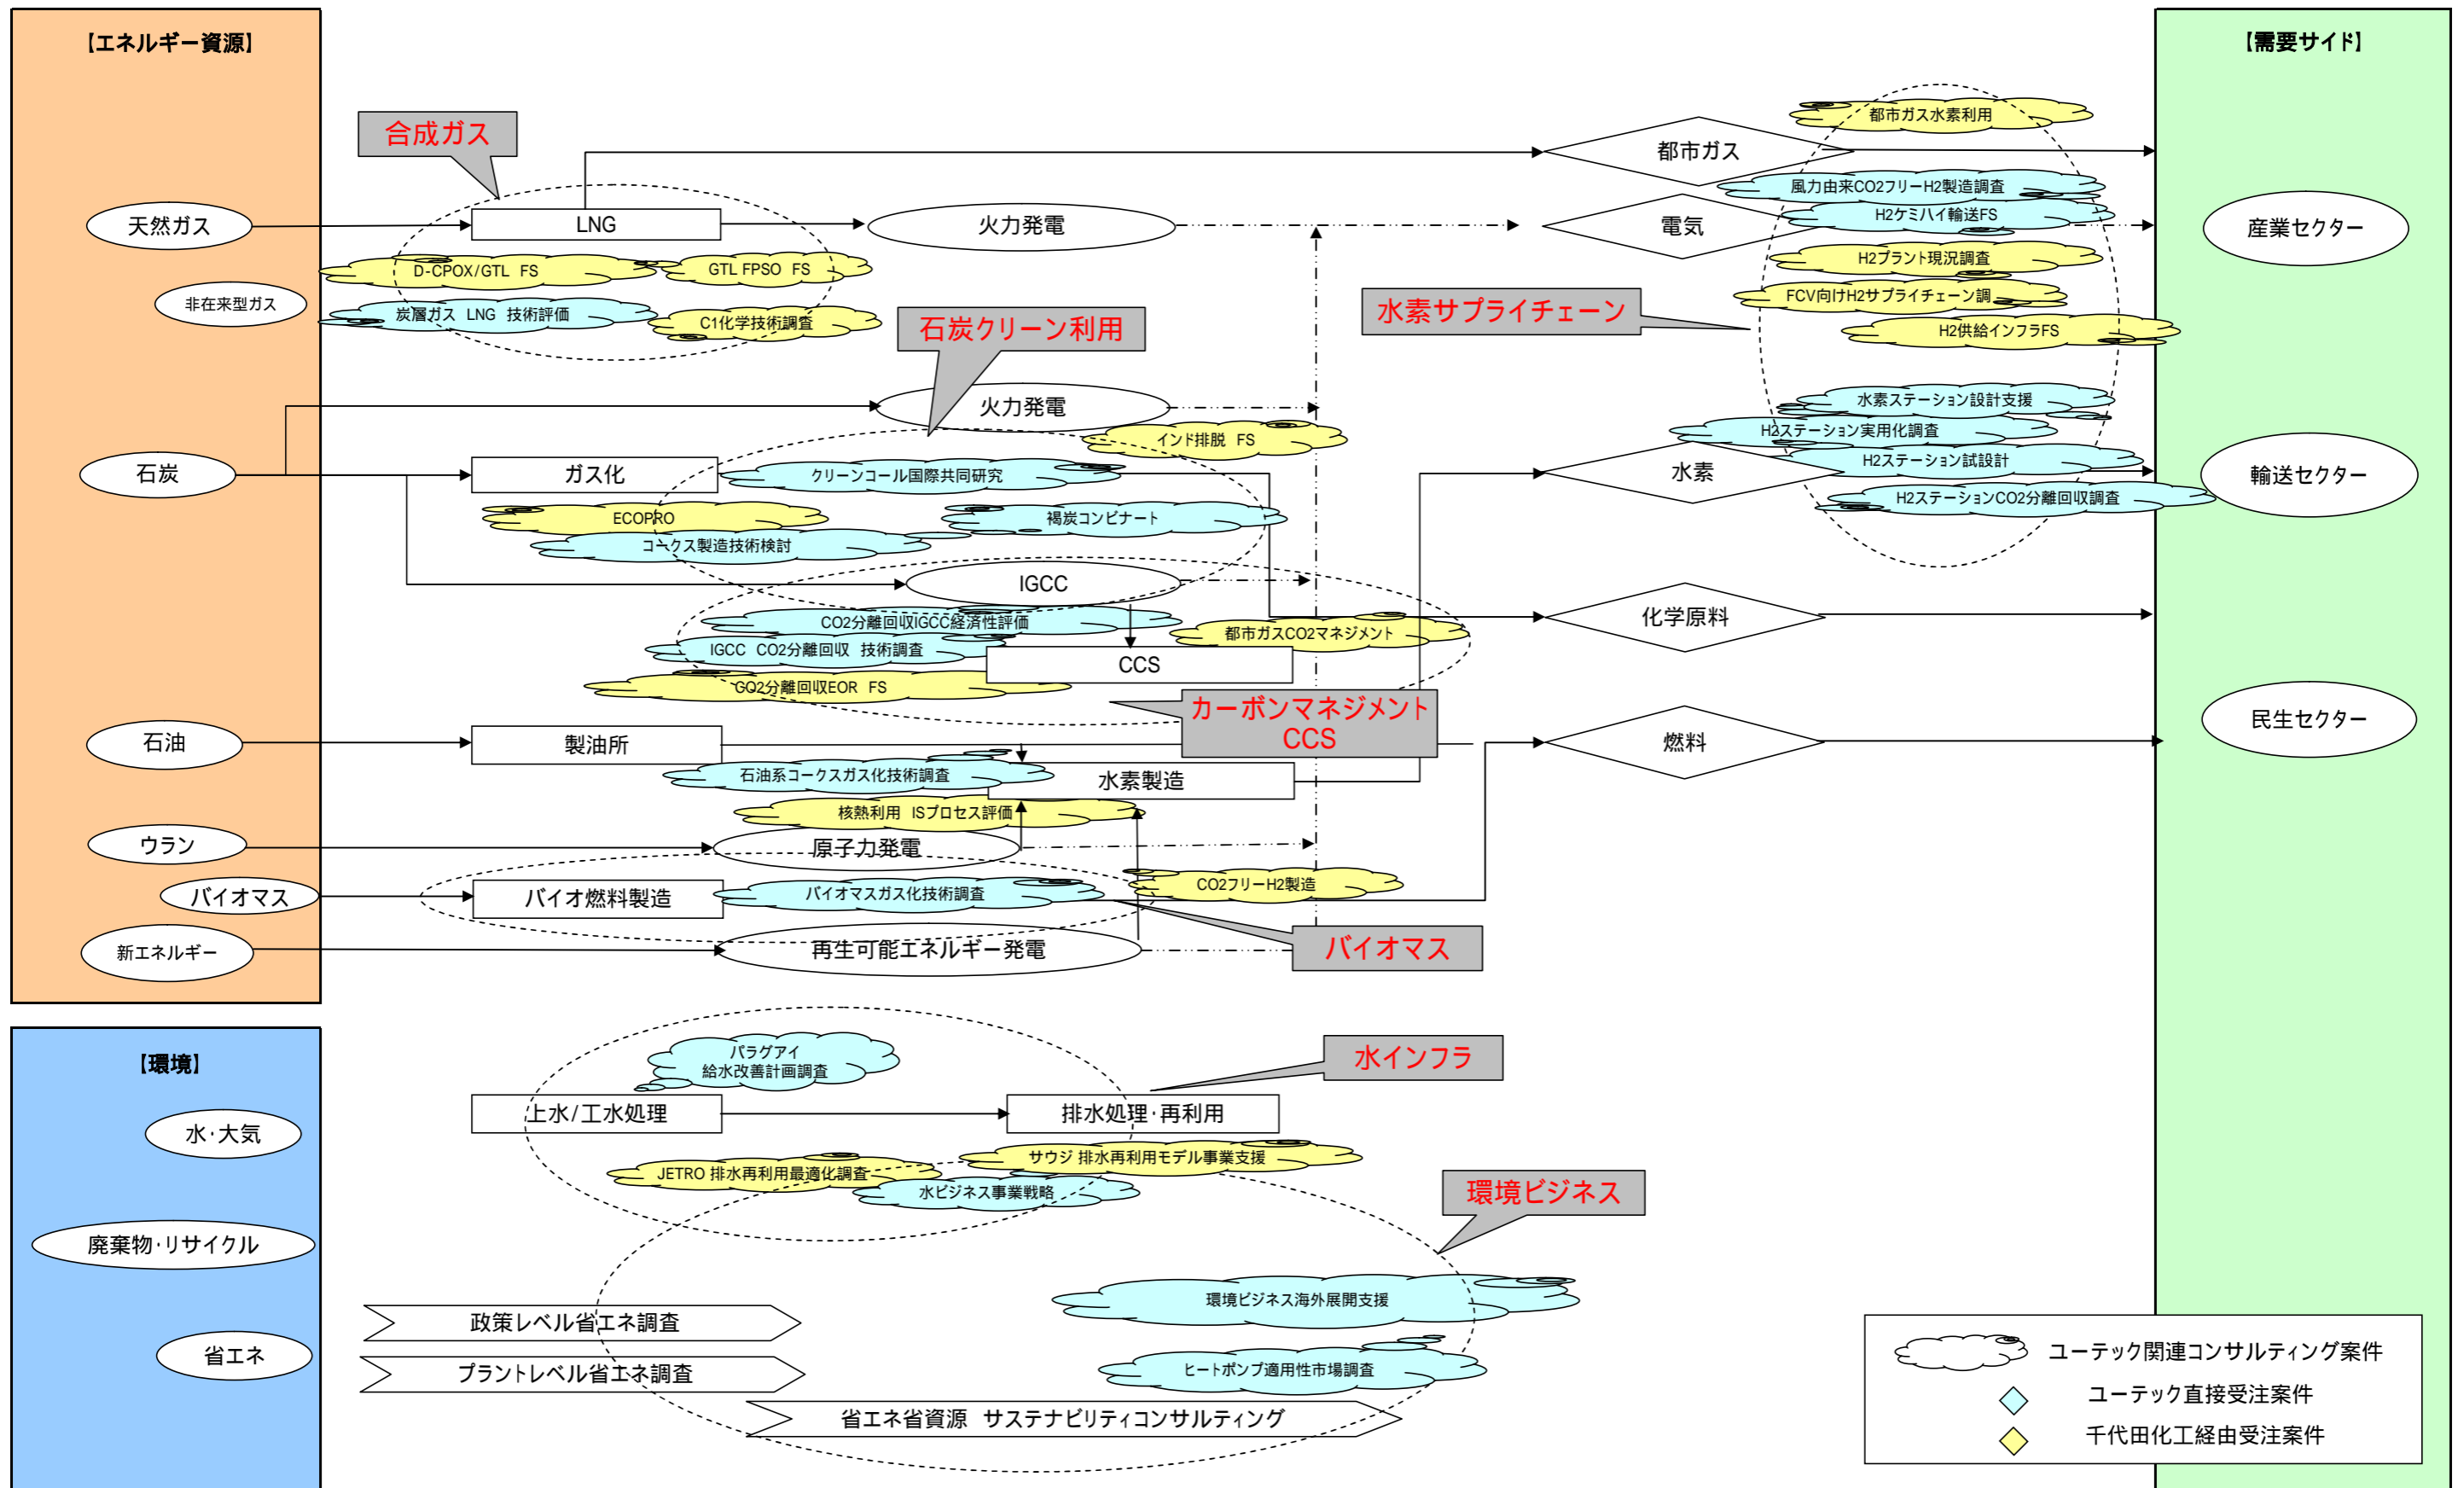 【エネルギー資源】
【需要サイド】
合成ガス
都市ガス水素利用
都市ガス
風力由来CO2フリーH2製造調査
天然ガス
LNG
火力発電
電気
H2ケミハイ輸送FS
産業セクター
D-CPOX/GTL FS
GTL FPSO FS
H2プラント現況調査
非在来型ガス
炭層ガス LNG 技術評価
C1化学技術調査
石炭クリーン利用
水素サプライチェーン
FCV向けH2サプライチェーン調
H2供給インフラFS
火力発電
水素ステーション設計支援
インド排脱 FS
H2ステーション実用化調査
石炭
ガス化
クリーンコール国際共同研究
水素
H2ステーション試設計
輸送セクター
H2ステーションCO2分離回収調査
ECOPRO
褐炭コンビナート
コークス製造技術検討
IGCC
CO2分離回収IGCC経済性評価
都市ガスCO2マネジメント
化学原料
IGCC CO2分離回収 技術調査
CCS
CO2分離回収EOR FS
カーボンマネジメント
CCS
民生セクター
石油
製油所
燃料
石油系コークスガス化技術調査
水素製造
核熱利用 ISプロセス評価
ウラン
原子力発電
バイオマス
バイオ燃料製造
バイオマスガス化技術調査
CO2フリーH2製造
新エネルギー
再生可能エネルギー発電
バイオマス
【環境】
パラグアイ
給水改善計画調査
水インフラ
上水/工水処理
排水処理･再利用
水･大気
JETRO 排水再利用最適化調査
サウジ 排水再利用モデル事業支援
水ビジネス事業戦略
環境ビジネス
廃棄物･リサイクル
環境ビジネス海外展開支援
政策レベル省エネ調査
省エネ
プラントレベル省エネ調査
ヒートポンプ適用性市場調査
省エネ省資源 サステナビリティコンサルティング
ユーテック関連コンサルティング案件
ユーテック直接受注案件
千代田化工経由受注案件